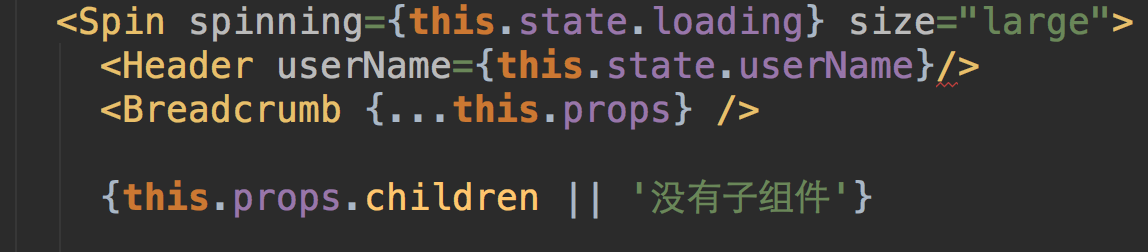 <Spin spinning={this.state.loading} size="large">
<Header userName={this.state.userName}/>
<Breadcrumb {...this.props} />
{this.props.children || '没有子组件'}